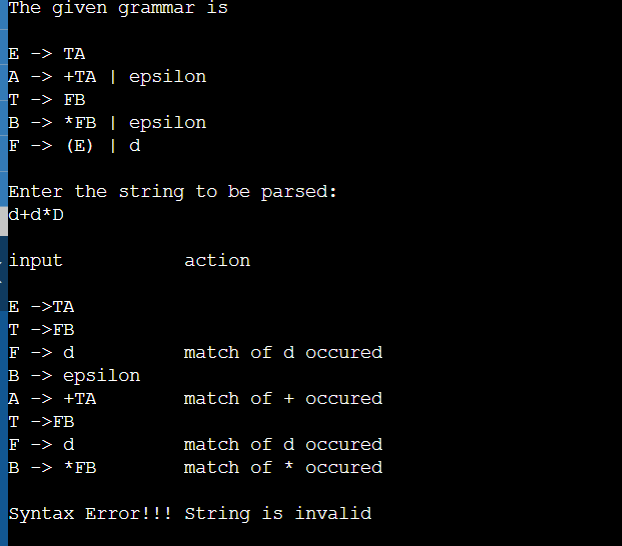 The given grammar is
E -> TA
A -> +TA | epsilon
T -> FB
B -> *FB | epsilon
F -> (E) | d
Enter the string to be parsed:
d+d*D
input action
E ->TA
T ->FB
F -> d match of d occured
B -> epsilon
A -> +TA match of + occured
T ->FB
F -> d match of d occured
B -> *FB match of * occured
Syntax Error!!! String is invalid